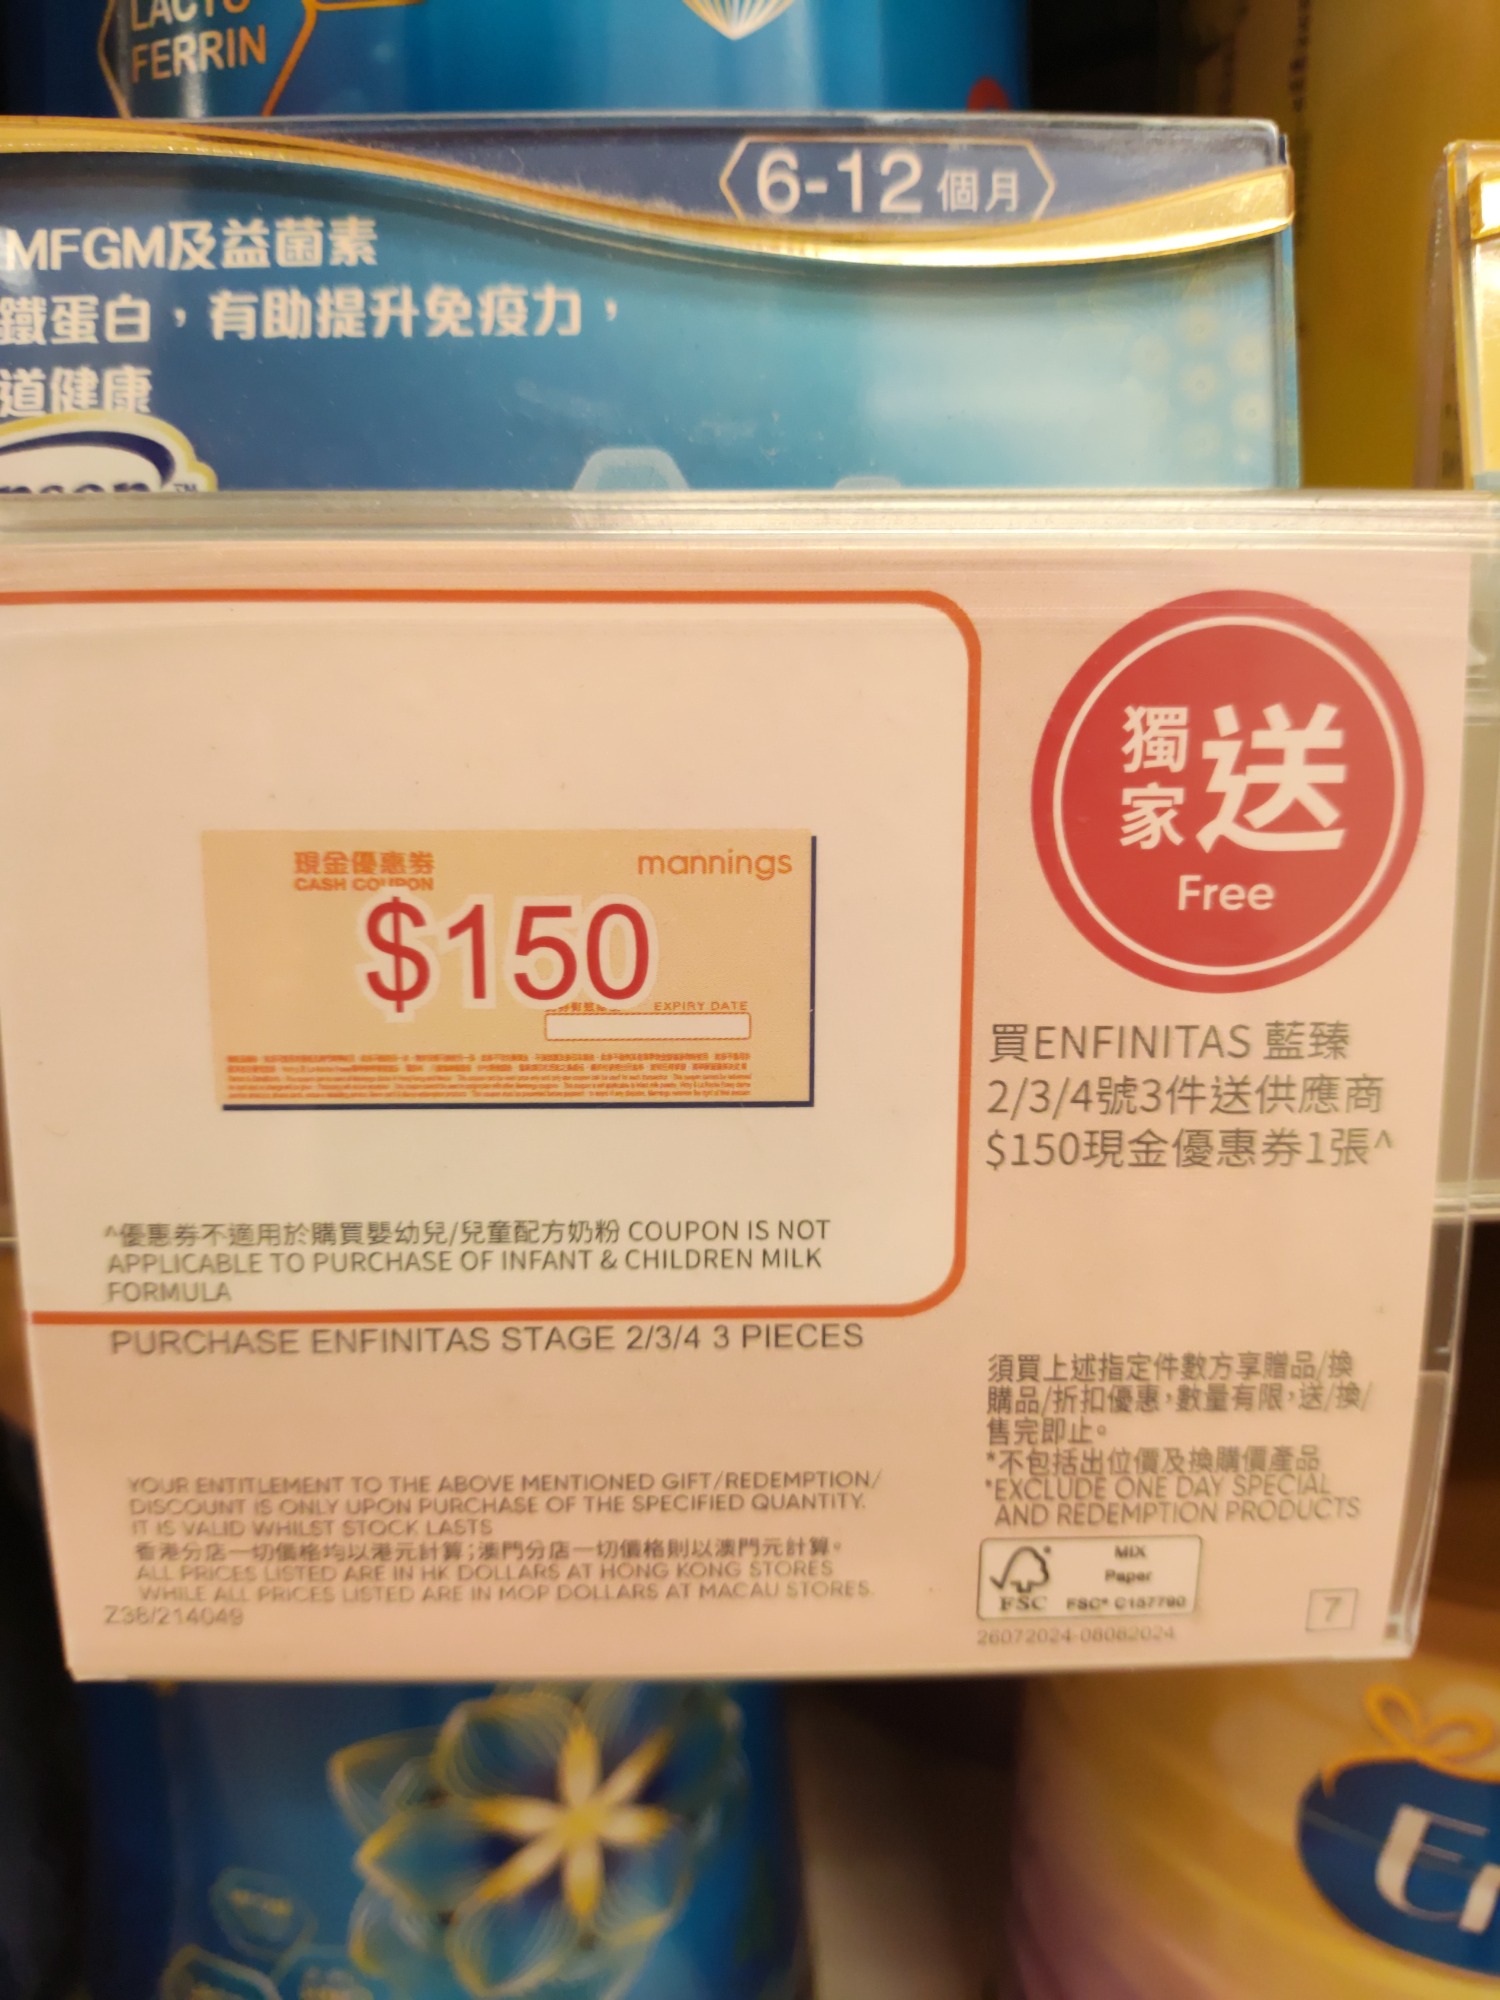 LACTO
FERRIN
6-12個月
MFGM及益菌素
鐵蛋白，有助提升免疫力，
道健康
獨家送
Free
現金優惠券
mannings
CASH COUPON
$150
EXPIRY DATE
買ENFINITAS 藍臻
2/3/4號3件送供應商
$150現金優惠券1張^
^優惠券不適用於購買嬰幼兒/兒童配方奶粉 COUPON IS NOT
APPLICABLE TO PURCHASE OF INFANT & CHILDREN MILK
FORMULA
PURCHASE ENFINITAS STAGE 2/3/4 3 PIECES
須買上述指定件數方享贈品/換
購品/折扣優惠，數量有限，送/換/
售完即止。
*不包括出位價及換購價產品
*EXCLUDE ONE DAY SPECIAL
AND REDEMPTION PRODUCTS
YOUR ENTITLEMENT TO THE ABOVE MENTIONED GIFT/REDEMPTION/
DISCOUNT IS ONLY UPON PURCHASE OF THE SPECIFIED QUANTITY.
IT IS VALID WHILST STOCK LASTS
香港分店一切價格均以港元計算；澳門分店一切價格則以澳門元計算。
ALL PRICES LISTED ARE IN HK DOLLARS AT HONG KONG STORES
WHILE ALL PRICES LISTED ARE IN MOP DOLLARS AT MACAU STORES.
Z38/214049
MIX
Paper
FSC
FSC® C157790
7
26072024-08082024